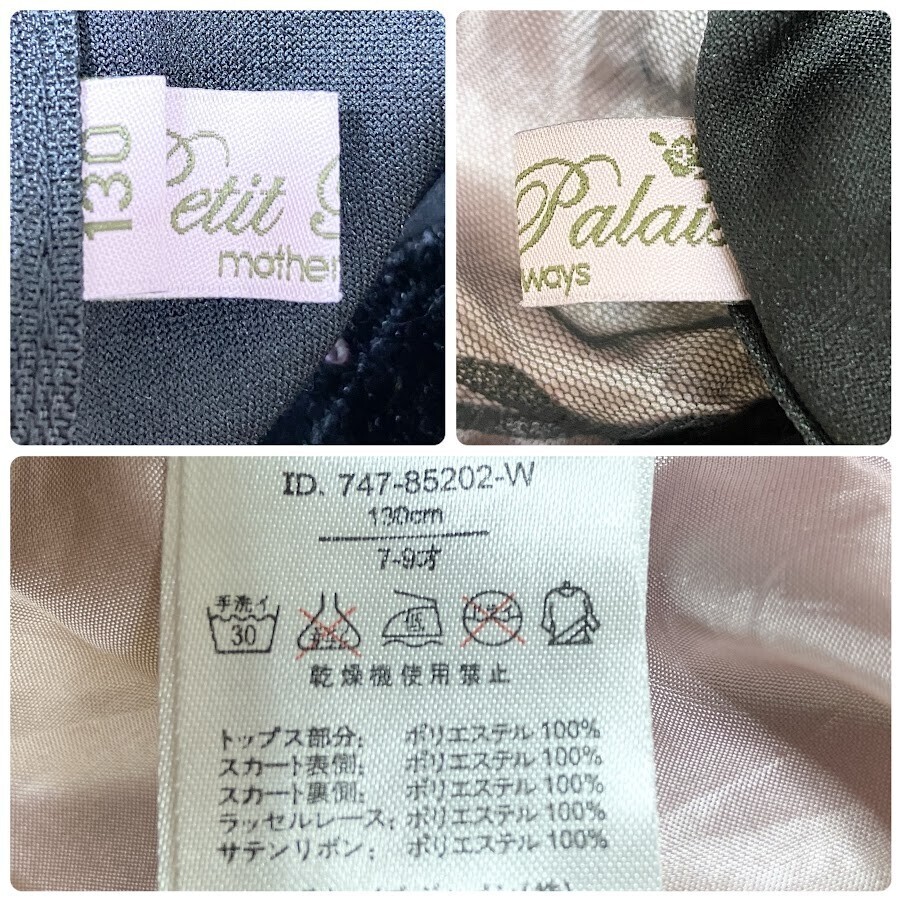 130
Petit
mother
Palais
ways
ID. 747-85202-W
130cm
7-9才
手洗イ
30
低
乾燥機使用禁止
トップス部分: ポリエステル 100%
スカート表側: ポリエステル 100%
スカート裏側: ポリエステル 100%
ラッセルレース: ポリエステル 100%
サテンリボン: ポリエステル 100%